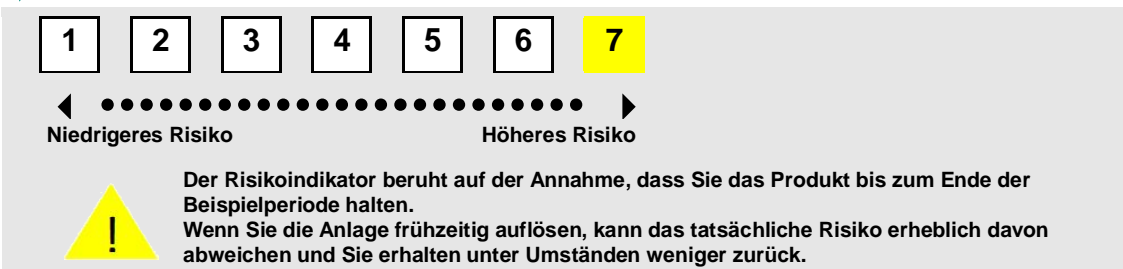 1 2 3 4 5 6 7
Niedrigeres Risiko Höheres Risiko
Der Risikoindikator beruht auf der Annahme, dass Sie das Produkt bis zum Ende der
Beispielperiode halten.
! Wenn Sie die Anlage frühzeitig auflösen, kann das tatsächliche Risiko erheblich davon
abweichen und Sie erhalten unter Umständen weniger zurück.